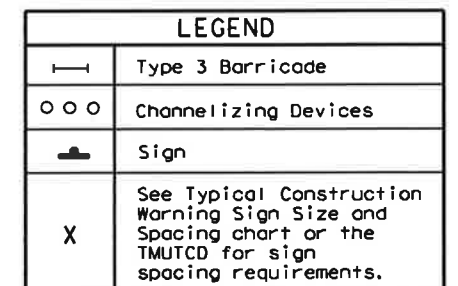 LEGEND
Type 3 Barricade
Channelizing Devices
Sign
X
See Typical Construction
Warning Sign Size and
Spacing chart or the
TMUTCD for sign
spacing requirements.